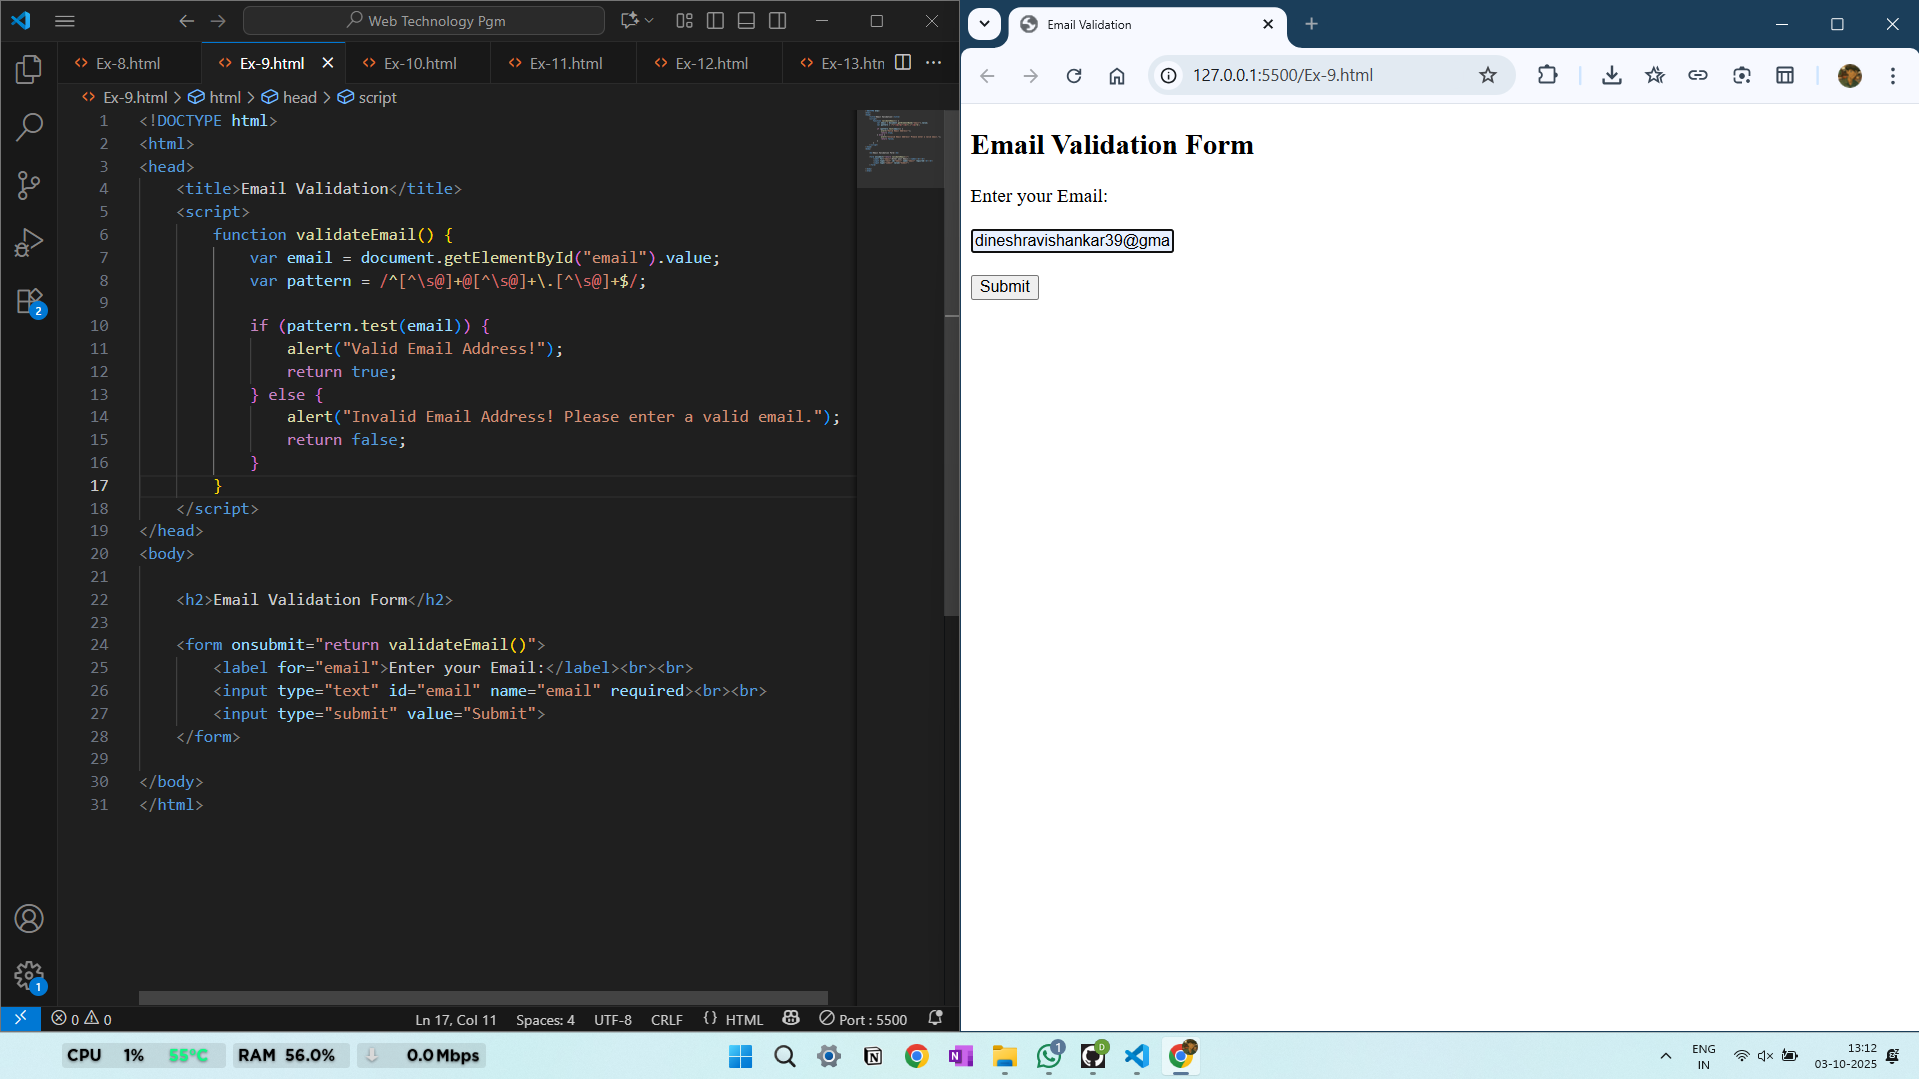 Web Technology Pgm
Ex-8.html
Ex-9.html
Ex-10.html
Ex-11.html
Ex-12.html
Ex-13.htm
Ex-9.html > html > head > script
1 <!DOCTYPE html>
2 <html>
3 <head>
4 <title>Email Validation</title>
5 <script>
6 function validateEmail() {
7 var email = document.getElementById("email").value;
8 var pattern = /^[^\s@]+@[^\s@]+\.[^\s@]+$/;
9
10 if (pattern.test(email)) {
11 alert("Valid Email Address!");
12 return true;
13 } else {
14 alert("Invalid Email Address! Please enter a valid email.");
15 return false;
16 }
17 }
18 </script>
19 </head>
20 <body>
21
22 <h2>Email Validation Form</h2>
23
24 <form onsubmit="return validateEmail()">
25 <label for="email">Enter your Email:</label><br><br>
26 <input type="text" id="email" name="email" required><br><br>
27 <input type="submit" value="Submit">
28 </form>
29
30 </body>
31 </html>
2
1
0 0
Ln 17, Col 11
Spaces: 4
UTF-8
CRLF
{} HTML
Port : 5500
Email Validation
127.0.0.1:5500/Ex-9.html
Email Validation Form
Enter your Email:
dineshravishankar39@gma
Submit
CPU 1% 55°C
RAM 56.0%
0.0 Mbps
1
D
ENG
IN
13:12
03-10-2025